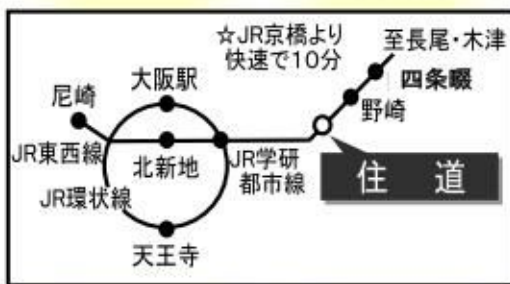 ☆JR京橋より
快速で10分
至長尾・木津
四条畷
野崎
大阪駅
尼崎
JR東西線
北新地
JR学研
都市線
住 道
JR環状線
天王寺